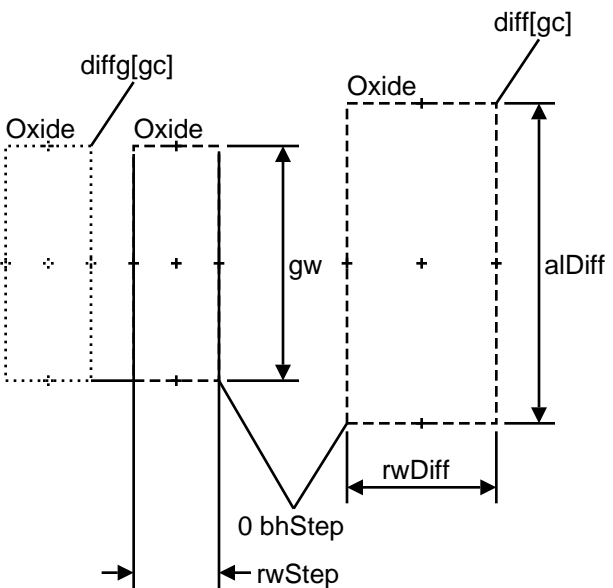 diff[gc]
diffg[gc]
Oxide
Oxide Oxide
gw
alDiff
rwDiff
0 bhStep
rwStep